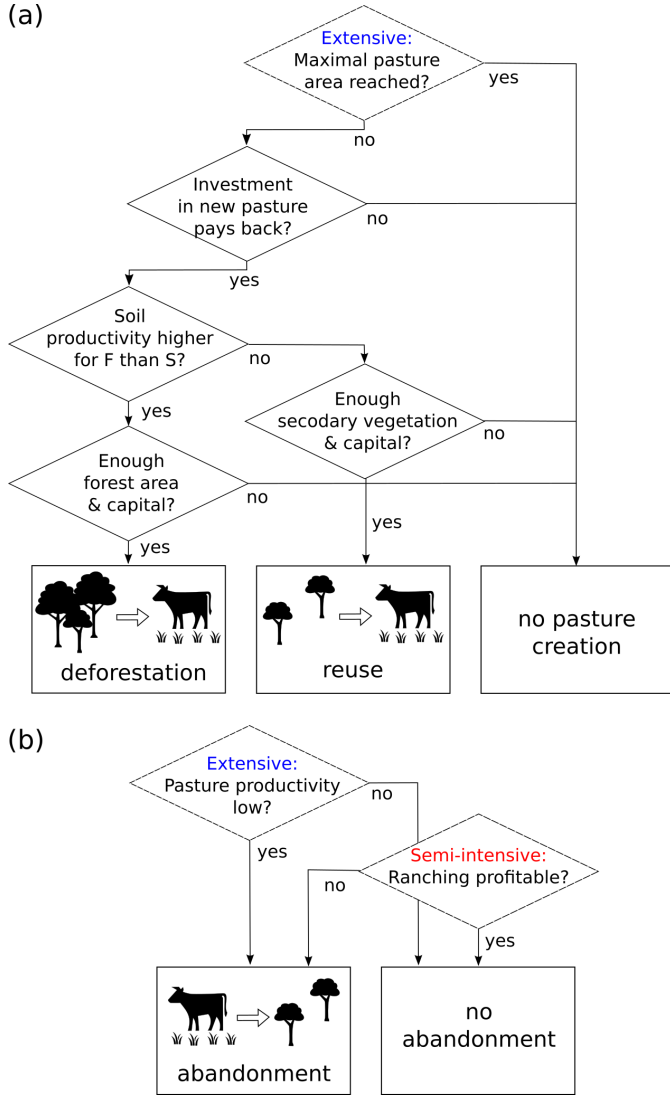 (a)
Extensive:
Maximal pasture
area reached?
yes
no
Investment
in new pasture
pays back?
no
yes
Soil
productivity higher
for F than S?
no
yes
Enough
secodary vegetation
& capital?
no
yes
Enough
forest area
& capital?
no
yes
deforestation
reuse
no pasture
creation
(b)
Extensive:
Pasture productivity
low?
no
yes
Semi-intensive:
Ranching profitable?
no
yes
abandonment
no
abandonment